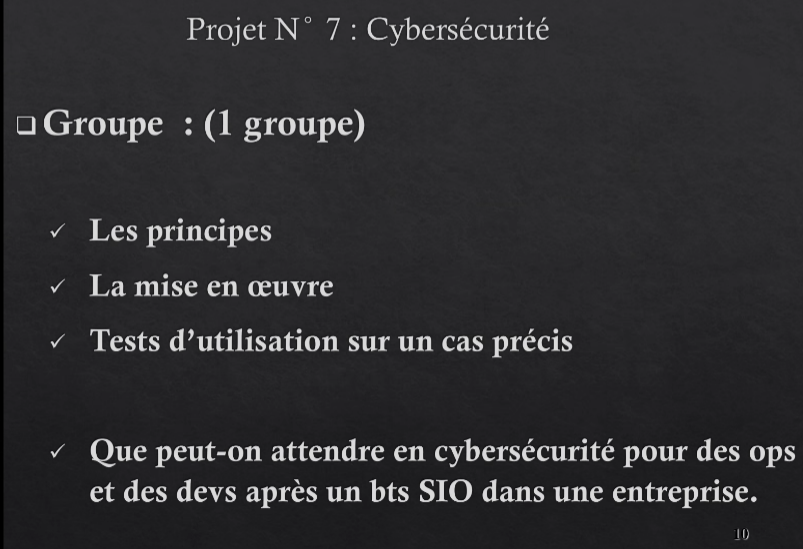 Projet N° 7 : Cybersécurité
❑ Groupe : (1 groupe)
✓ Les principes
✓ La mise en œuvre
✓ Tests d’utilisation sur un cas précis
✓ Que peut-on attendre en cybersécurité pour des ops
et des devs après un bts SIO dans une entreprise.
10